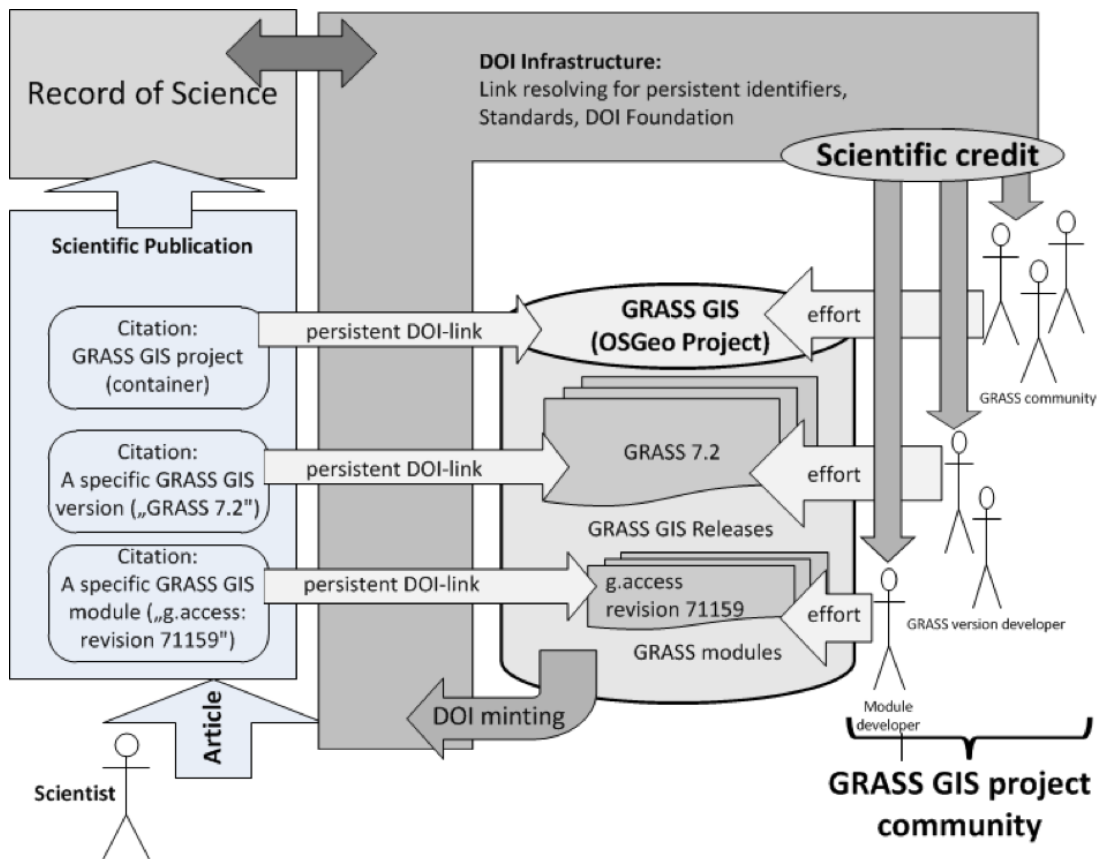 Record of Science
DOI Infrastructure:
Link resolving for persistent identifiers,
Standards, DOI Foundation
Scientific credit
Scientific Publication
Citation:
GRASS GIS project
(container)
persistent DOI-link
GRASS GIS
(OSGeo Project)
effort
GRASS community
Citation:
A specific GRASS GIS
version („GRASS 7.2")
persistent DOI-link
GRASS 7.2
effort
GRASS GIS Releases
Citation:
A specific GRASS GIS
module („g.access:
revision 71159")
persistent DOI-link
g.access
revision 71159
effort
GRASS version developer
GRASS modules
DOI minting
Module
developer
Article
Scientist
GRASS GIS project
community